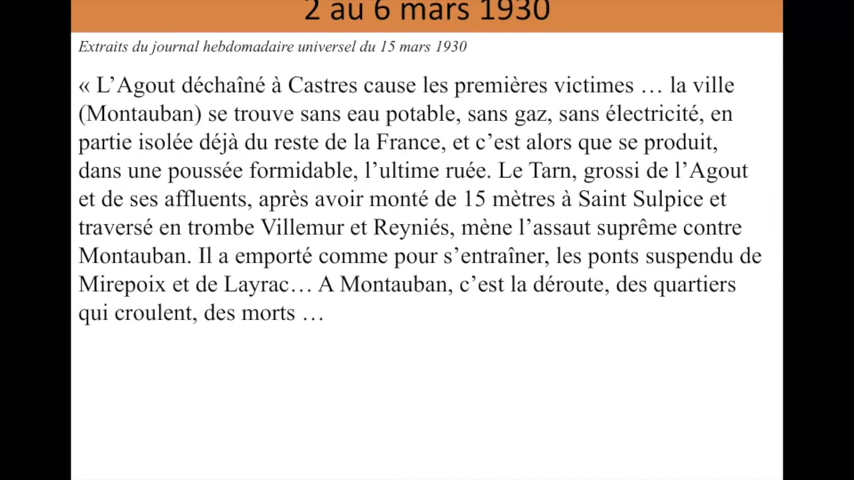 2 au 6 mars 1930
Extraits du journal hebdomadaire universel du 15 mars 1930
« L’Agout déchaîné à Castres cause les premières victimes … la ville
(Montauban) se trouve sans eau potable, sans gaz, sans électricité, en
partie isolée déjà du reste de la France, et c’est alors que se produit,
dans une poussée formidable, l’ultime ruée. Le Tarn, grossi de l’Agout
et de ses affluents, après avoir monté de 15 mètres à Saint Sulpice et
traversé en trombe Villemur et Reyniés, mène l’assaut suprême contre
Montauban. Il a emporté comme pour s’entraîner, les ponts suspendu de
Mirepoix et de Layrac… A Montauban, c’est la déroute, des quartiers
qui croulent, des morts …